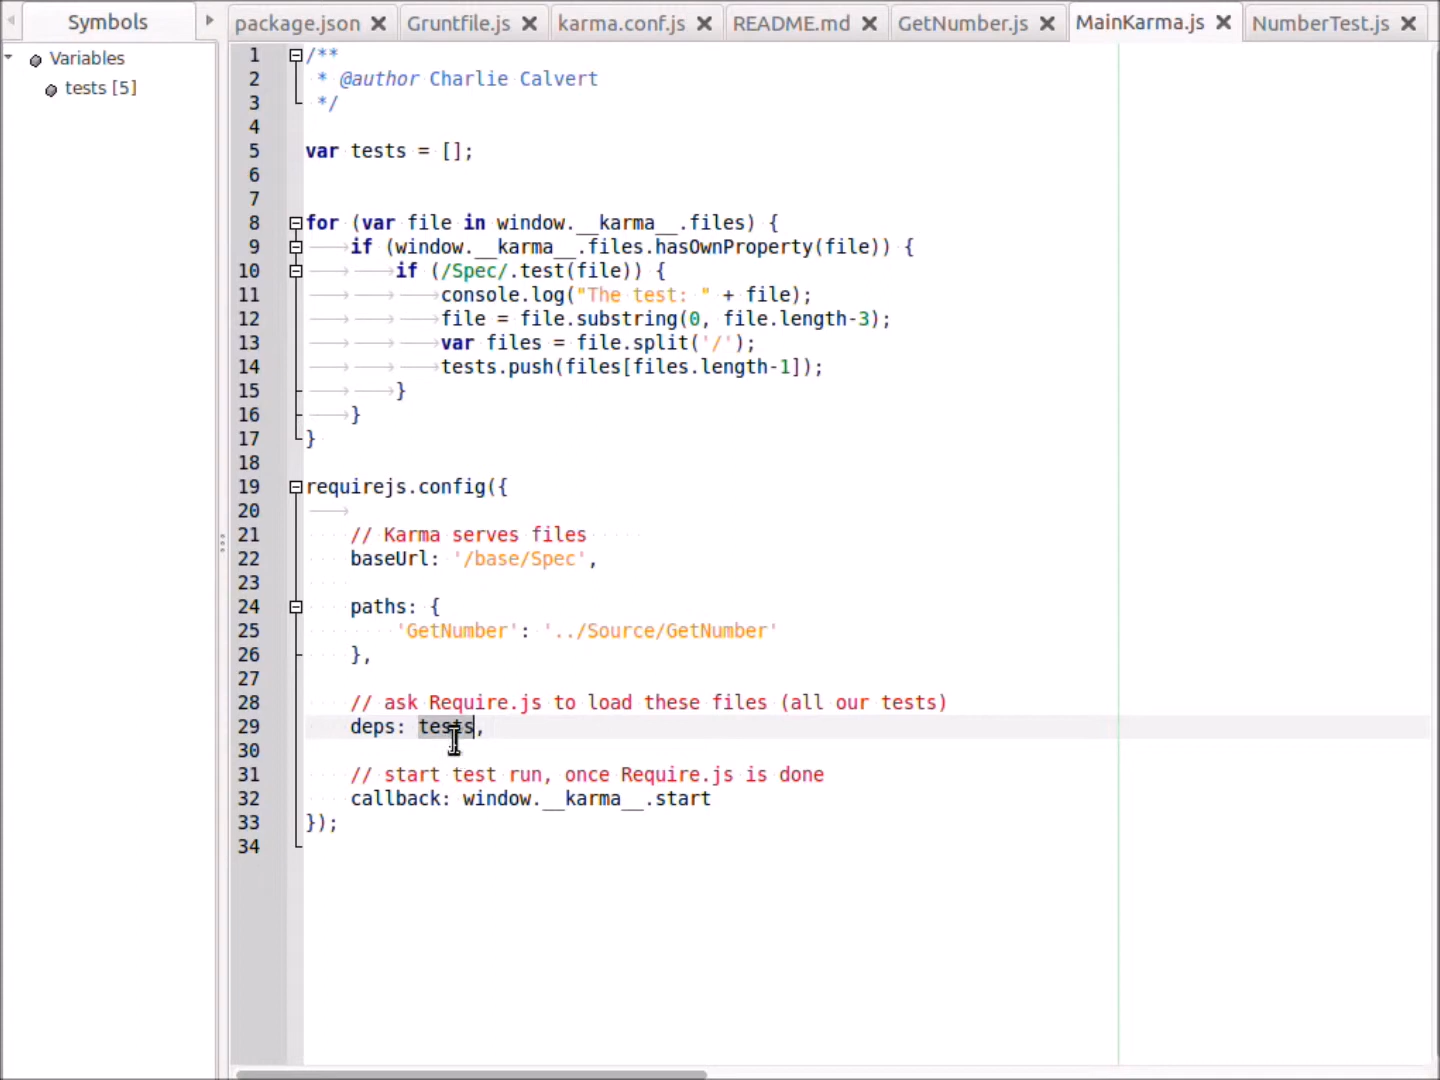 Symbols
package.json
Gruntfile.js
karma.conf.js
README.md
GetNumber.js
MainKarma.js
NumberTest.js
Variables
tests [5]
1 /**
2 * @author Charlie Calvert
3 */
4
5 var tests = [];
6
7
8 for (var file in window.__karma__.files) {
9 if (window.__karma__.files.hasOwnProperty(file)) {
10 if (/Spec/.test(file)) {
11 console.log("The test: " + file);
12 file = file.substring(0, file.length-3);
13 var files = file.split('/');
14 tests.push(files[files.length-1]);
15 }
16 }
17 }
18
19 requirejs.config({
20
21 // Karma serves files
22 baseUrl: '/base/Spec',
23
24 paths: {
25 'GetNumber': '../Source/GetNumber'
26 },
27
28 // ask Require.js to load these files (all our tests)
29 deps: tests,
30
31 // start test run, once Require.js is done
32 callback: window.__karma__.start
33 });
34